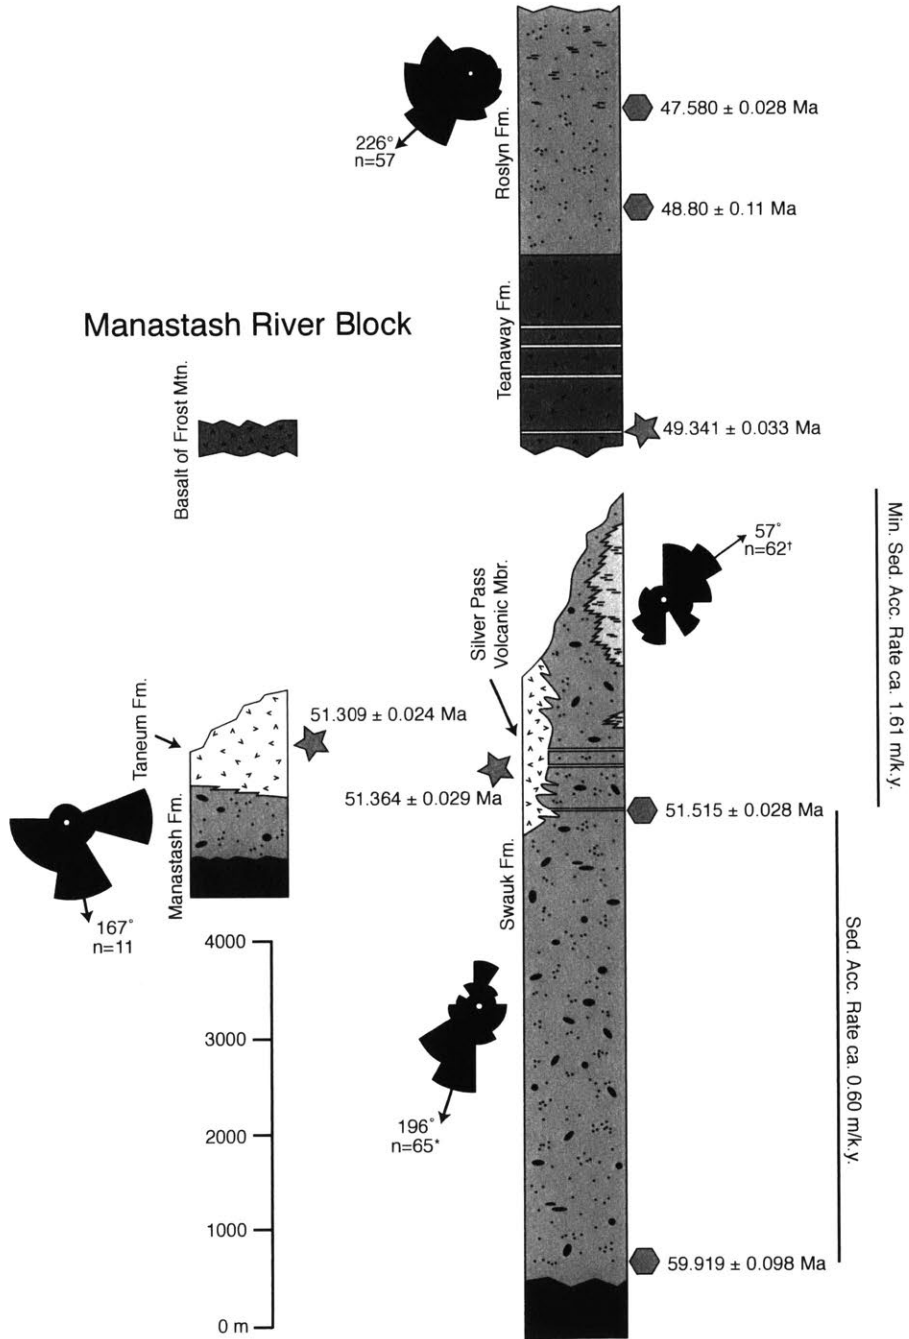 226°
n=57
Roslyn Fm.
47.580 ± 0.028 Ma
48.80 ± 0.11 Ma
Manastash River Block
Teanaway Fm.
Basalt of Frost Mtn.
49.341 ± 0.033 Ma
57°
n=62†
Min. Sed. Acc. Rate ca. 1.61 m/k.y.
Silver Pass
Volcanic Mbr.
Taneum Fm.
51.309 ± 0.024 Ma
51.364 ± 0.029 Ma
51.515 ± 0.028 Ma
Manastash Fm.
167°
n=11
Swauk Fm.
Sed. Acc. Rate ca. 0.60 m/k.y.
196°
n=65*
4000
3000
2000
1000
0 m
59.919 ± 0.098 Ma